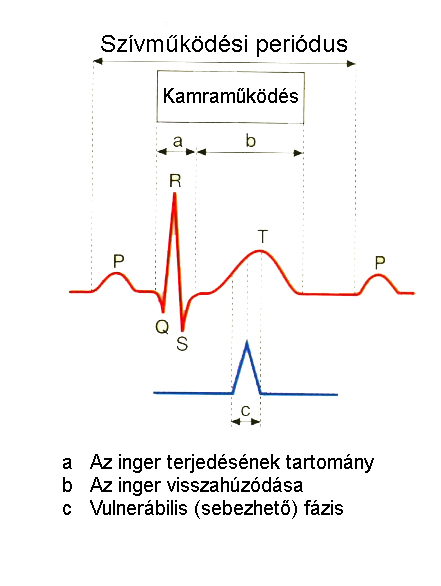 Szívműködési periódus
Kamraműködés
a b
R
T
P P
Q
S
c
a Az inger terjedésének tartomány
b Az inger visszahúzódása
c Vulnerábilis (sebezhető) fázis